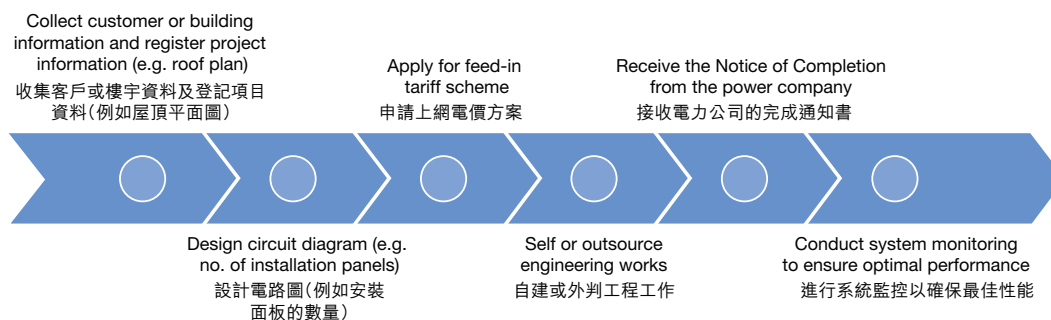 Collect customer or building
information and register project
information (e.g. roof plan)
收集客戶或樓宇資料及登記項目
資料(例如屋頂平面圖)
Design circuit diagram (e.g.
no. of installation panels)
設計電路圖(例如安裝
面板的數量)
Apply for feed-in
tariff scheme
申請上網電價方案
Self or outsource
engineering works
自建或外判工程工作
Receive the Notice of Completion
from the power company
接收電力公司的完成通知書
Conduct system monitoring
to ensure optimal performance
進行系統監控以確保最佳性能